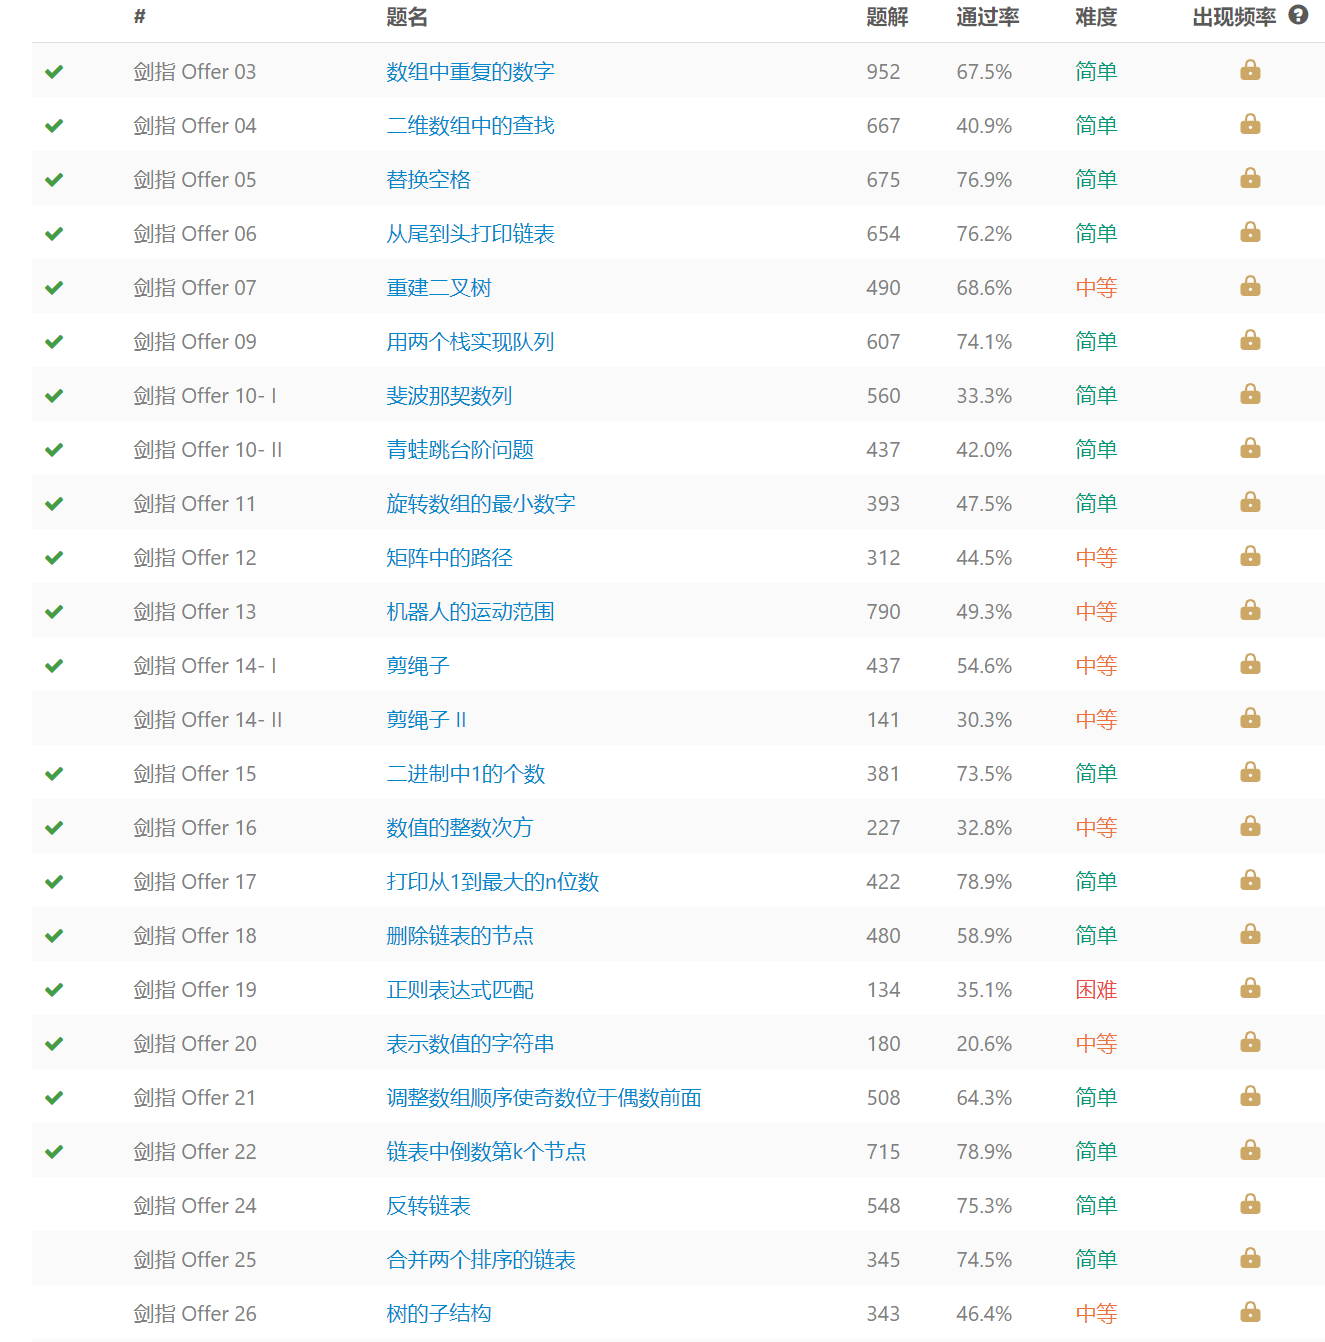 # 题名 题解 通过率 难度 出现频率 ?
剑指 Offer 03 数组中重复的数字 952 67.5% 简单
剑指 Offer 04 二维数组中的查找 667 40.9% 简单
剑指 Offer 05 替换空格 675 76.9% 简单
剑指 Offer 06 从尾到头打印链表 654 76.2% 简单
剑指 Offer 07 重建二叉树 490 68.6% 中等
剑指 Offer 09 用两个栈实现队列 607 74.1% 简单
剑指 Offer 10- I 斐波那契数列 560 33.3% 简单
剑指 Offer 10- II 青蛙跳台阶问题 437 42.0% 简单
剑指 Offer 11 旋转数组的最小数字 393 47.5% 简单
剑指 Offer 12 矩阵中的路径 312 44.5% 中等
剑指 Offer 13 机器人的运动范围 790 49.3% 中等
剑指 Offer 14- I 剪绳子 437 54.6% 中等
剑指 Offer 14- II 剪绳子 II 141 30.3% 中等
剑指 Offer 15 二进制中1的个数 381 73.5% 简单
剑指 Offer 16 数值的整数次方 227 32.8% 中等
剑指 Offer 17 打印从1到最大的n位数 422 78.9% 简单
剑指 Offer 18 删除链表的节点 480 58.9% 简单
剑指 Offer 19 正则表达式匹配 134 35.1% 困难
剑指 Offer 20 表示数值的字符串 180 20.6% 中等
剑指 Offer 21 调整数组顺序使奇数位于偶数前面 508 64.3% 简单
剑指 Offer 22 链表中倒数第k个节点 715 78.9% 简单
剑指 Offer 24 反转链表 548 75.3% 简单
剑指 Offer 25 合并两个排序的链表 345 74.5% 简单
剑指 Offer 26 树的子结构 343 46.4% 中等